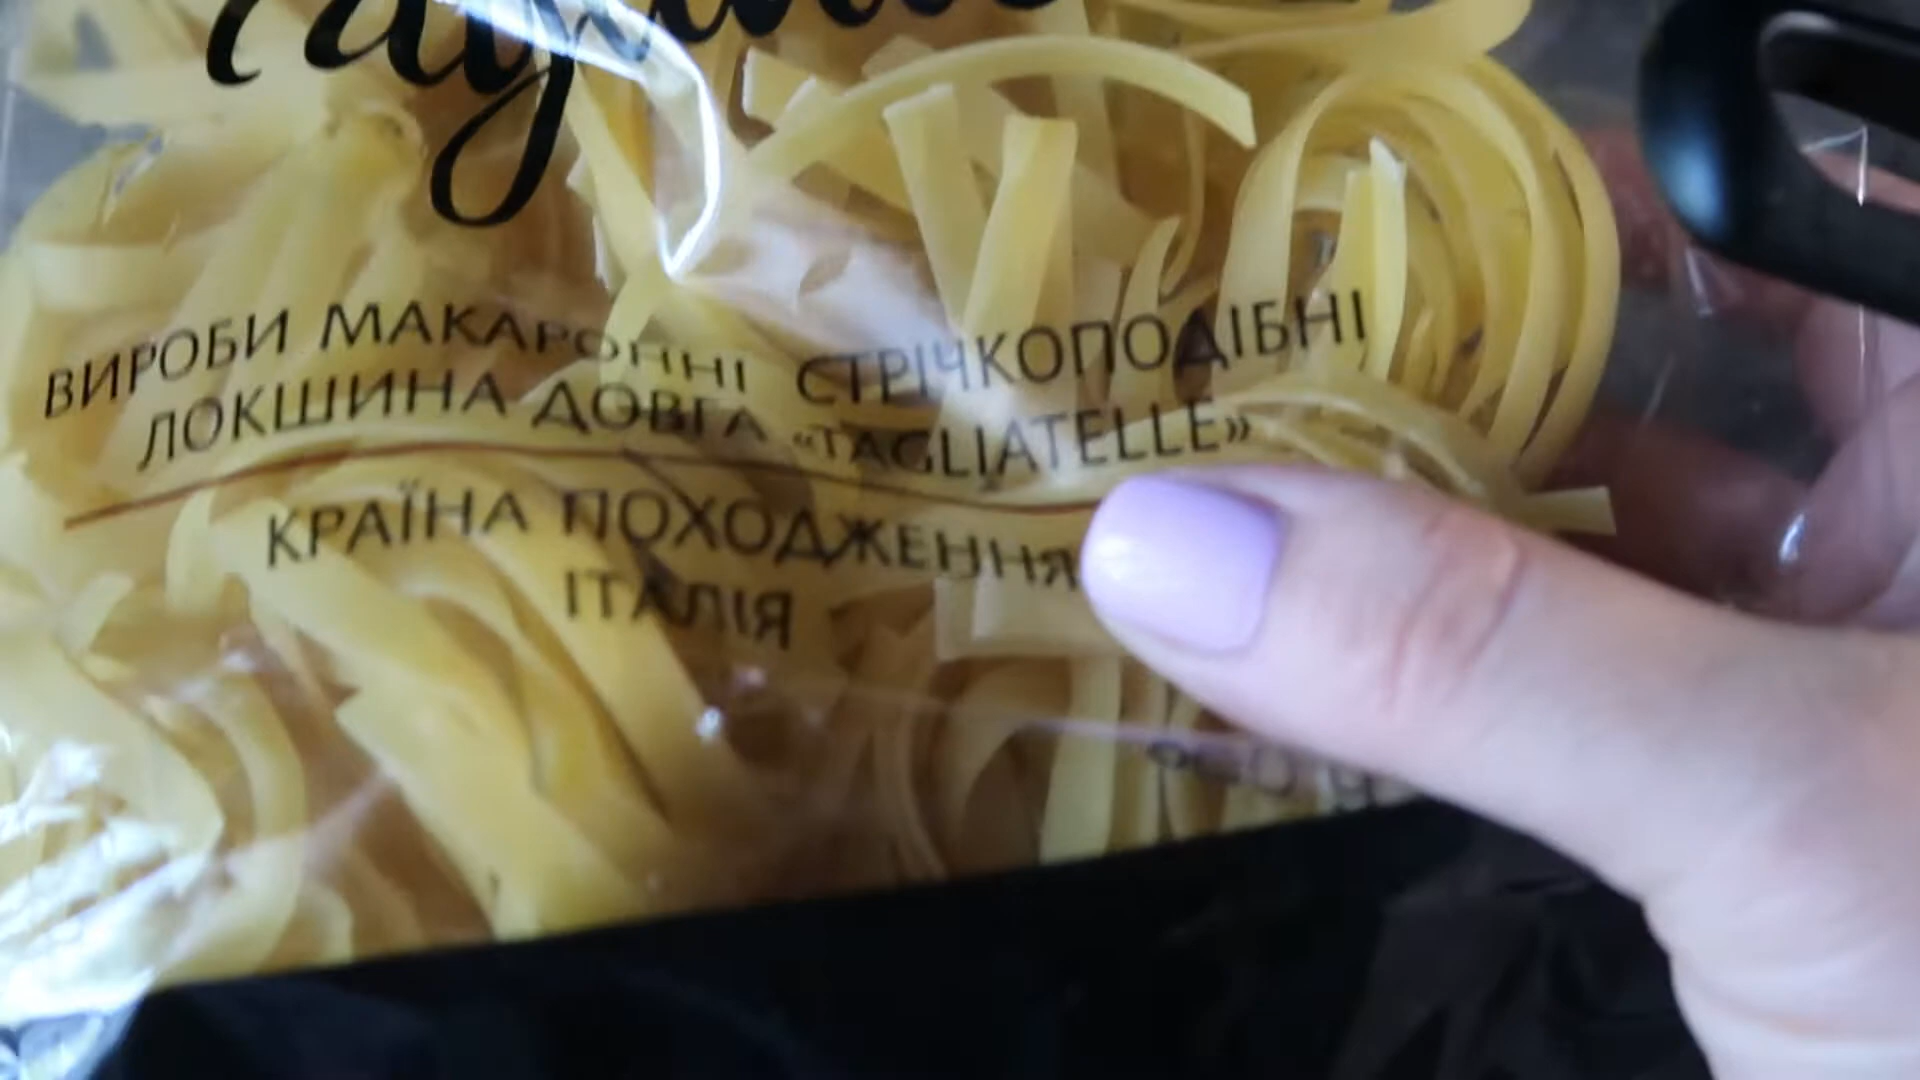 ВИРОБИ МАКАРОННІ СТРІЧКОПОДІБНІ
ЛОКШИНА ДОВГА «TAGLIATELLE»
КРАЇНА ПОХОДЖЕННЯ
ІТАЛІЯ